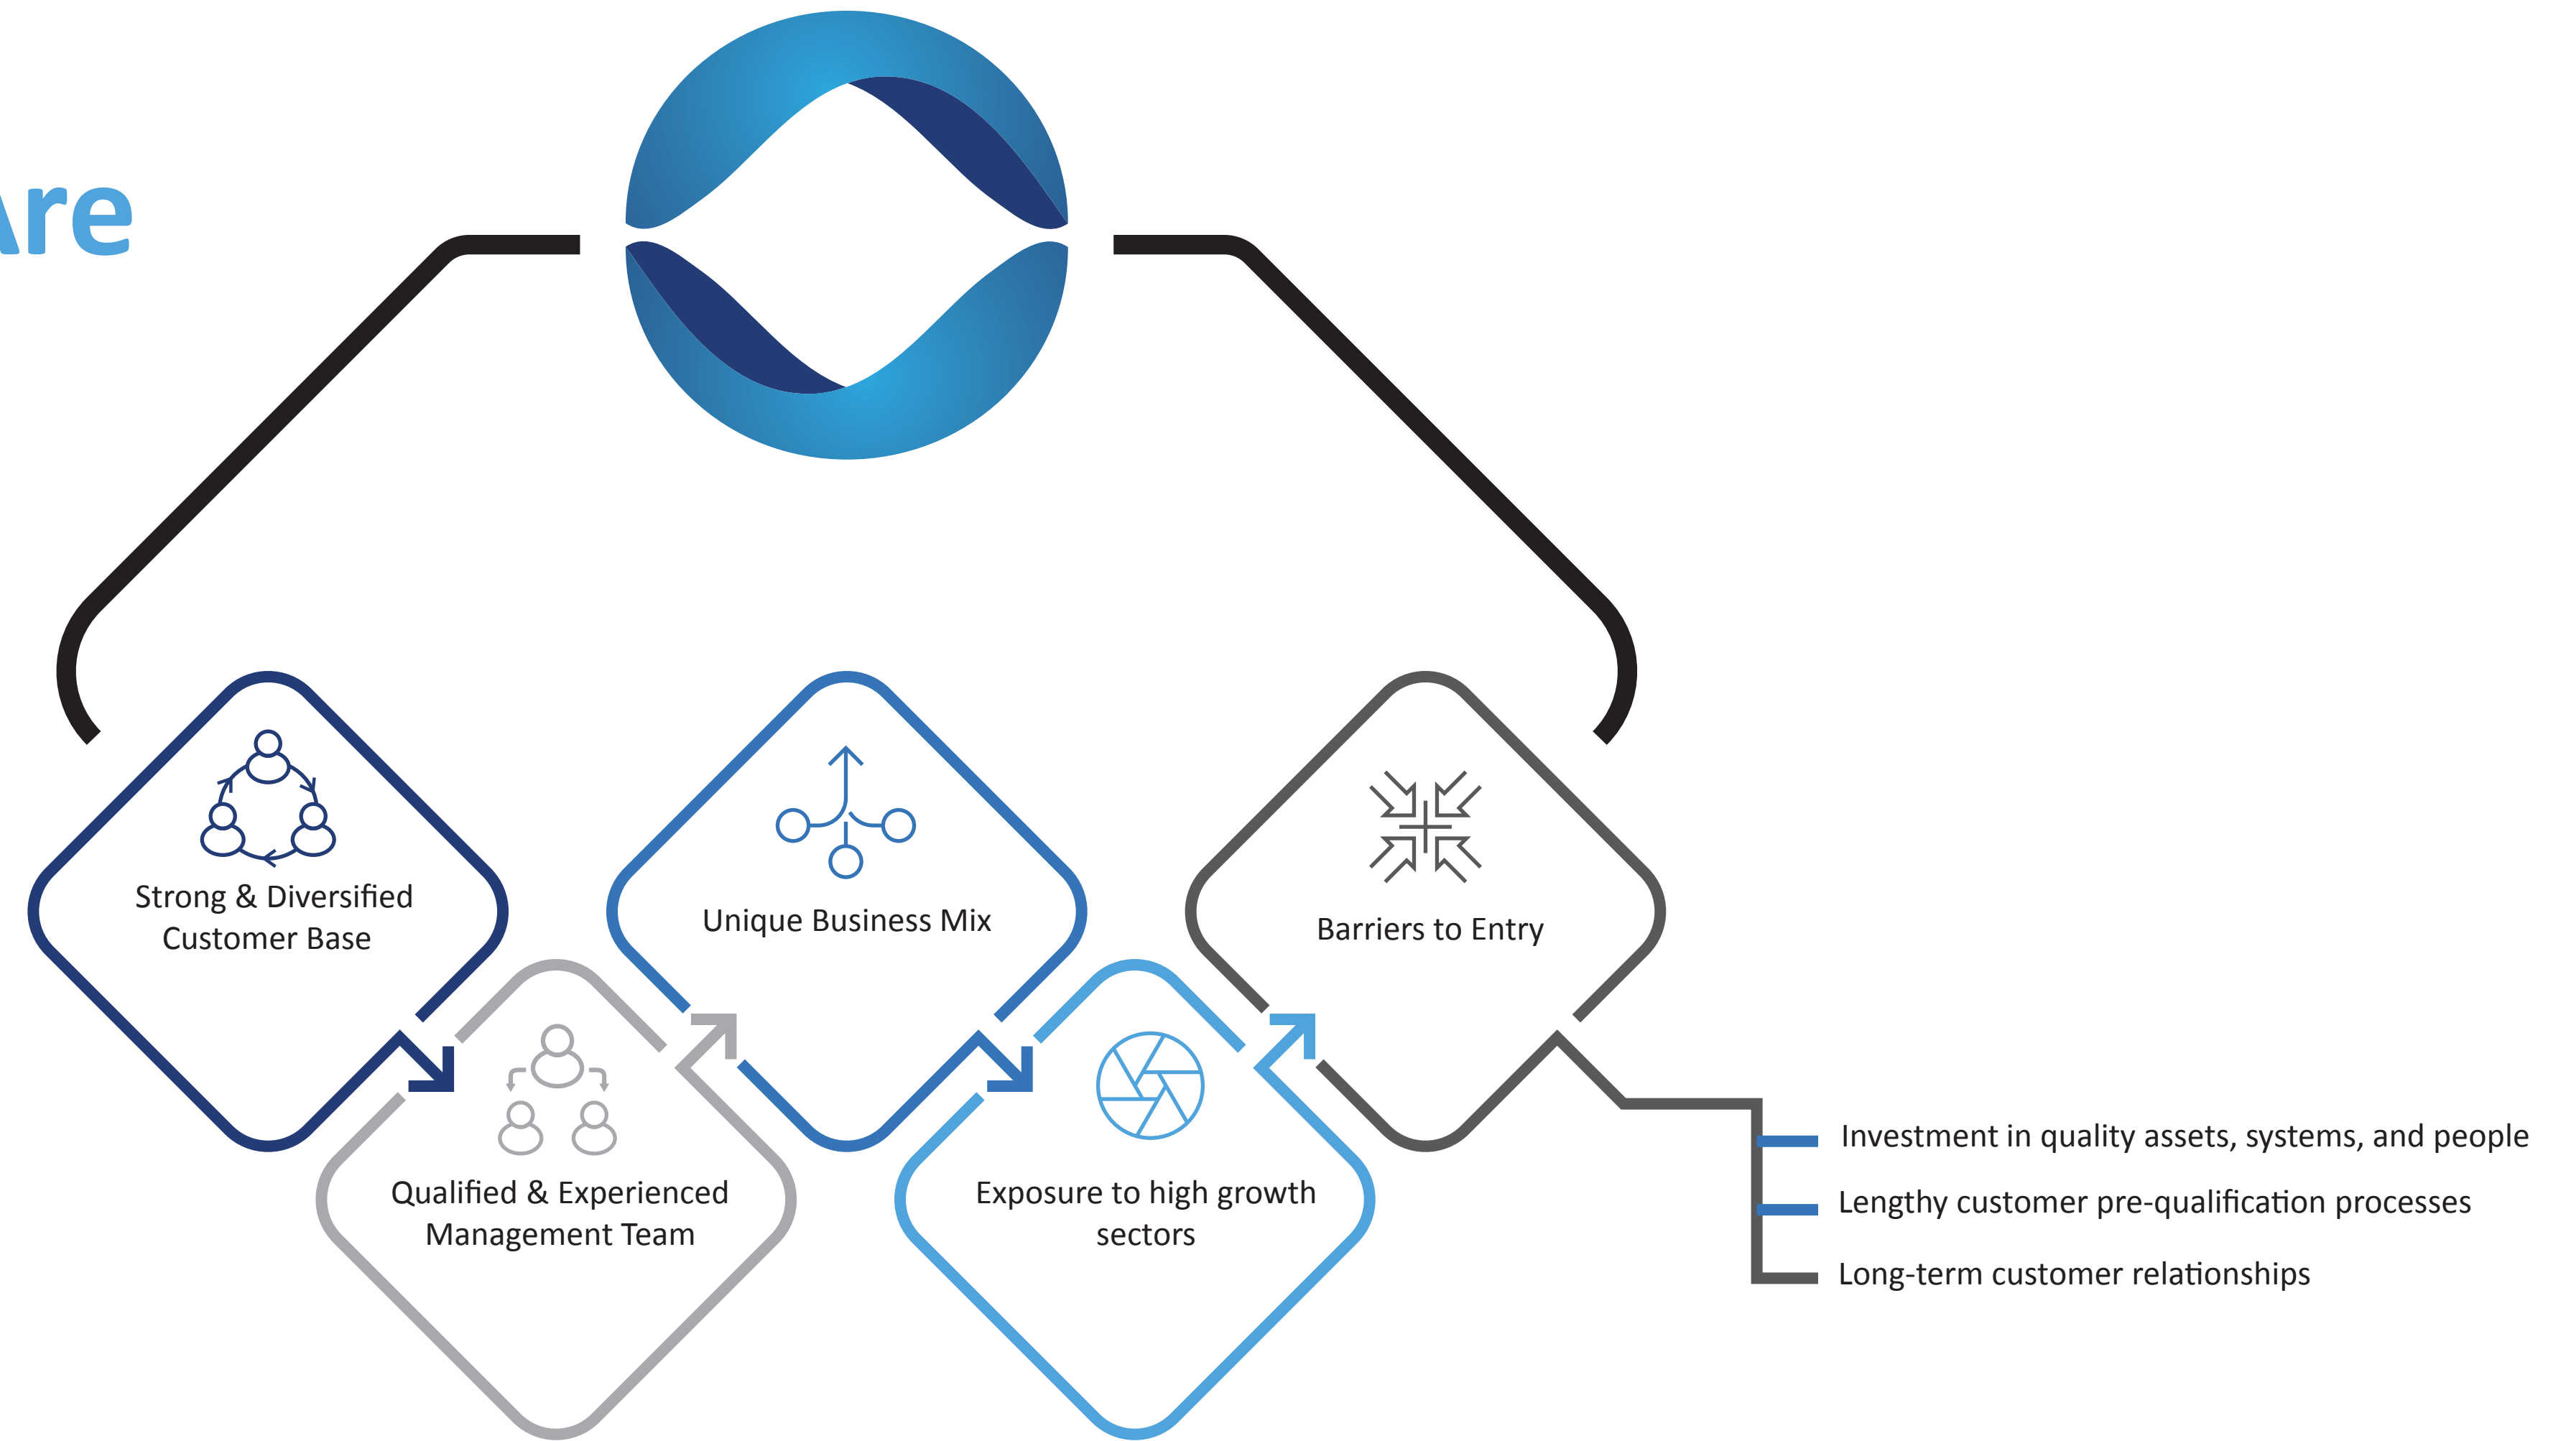 Are
Strong & Diversified
Customer Base
Unique Business Mix
Barriers to Entry
Qualified & Experienced
Management Team
Exposure to high growth
sectors
Investment in quality assets, systems, and people
Lengthy customer pre-qualification processes
Long-term customer relationships